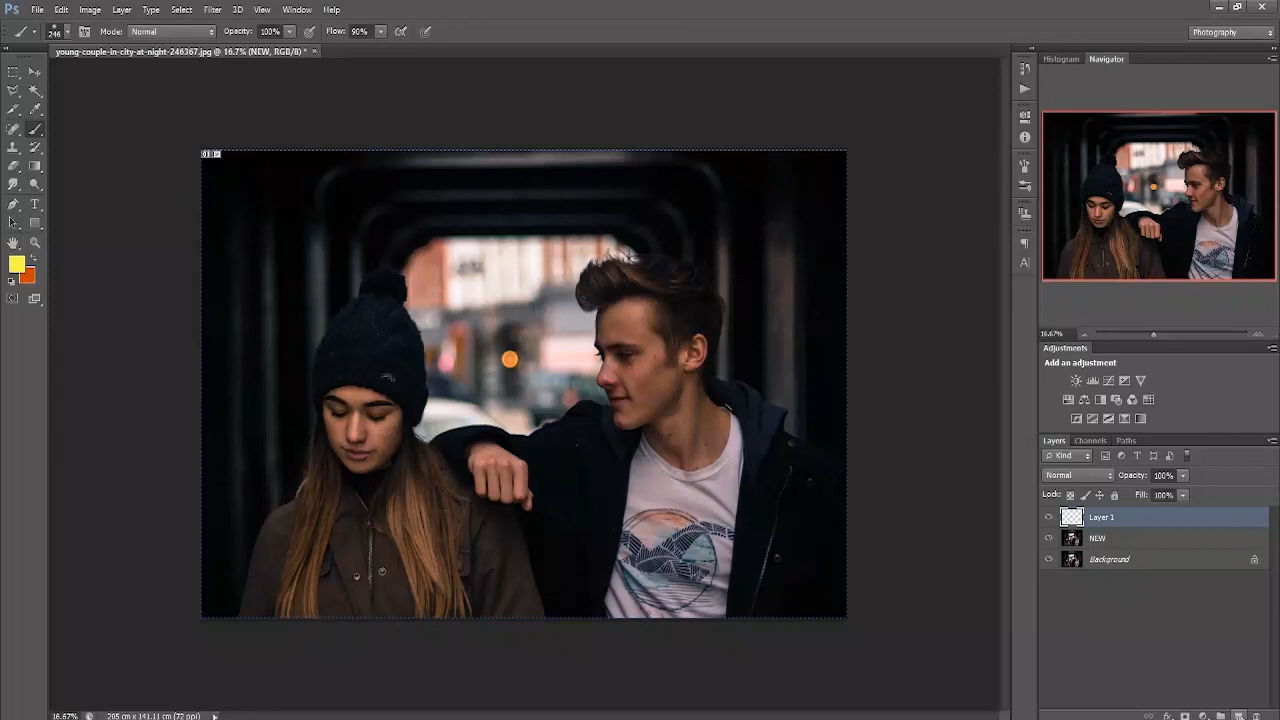 Ps File Edit Image Layer Type Select Filter 3D View Window Help
246 Mode: Normal Opacity: 100% Flow: 90% Photography
young-couple-in-city-at-night-246367.jpg @ 16.7% (NEW, RGB/8) * ×
Histogram Navigator
16.67%
Adjustments
Add an adjustment
Layers Channels Paths
Kind
Normal Opacity: 100%
Lock: Fill: 100%
Layer 1
NEW
Background
16.67% 205 cm x 141.11 cm (72 ppi)